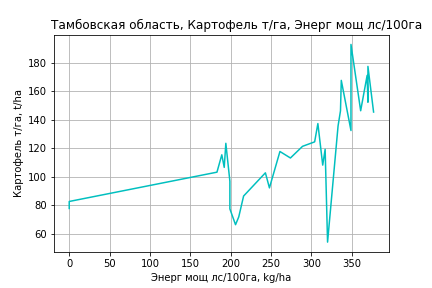 Тамбовская область, Картофель т/га, Энерг мощ лс/100га
Картофель т/га, t/ha
180
160
140
120
100
80
60
0 50 100 150 200 250 300 350
Энерг мощ лс/100га, kg/ha